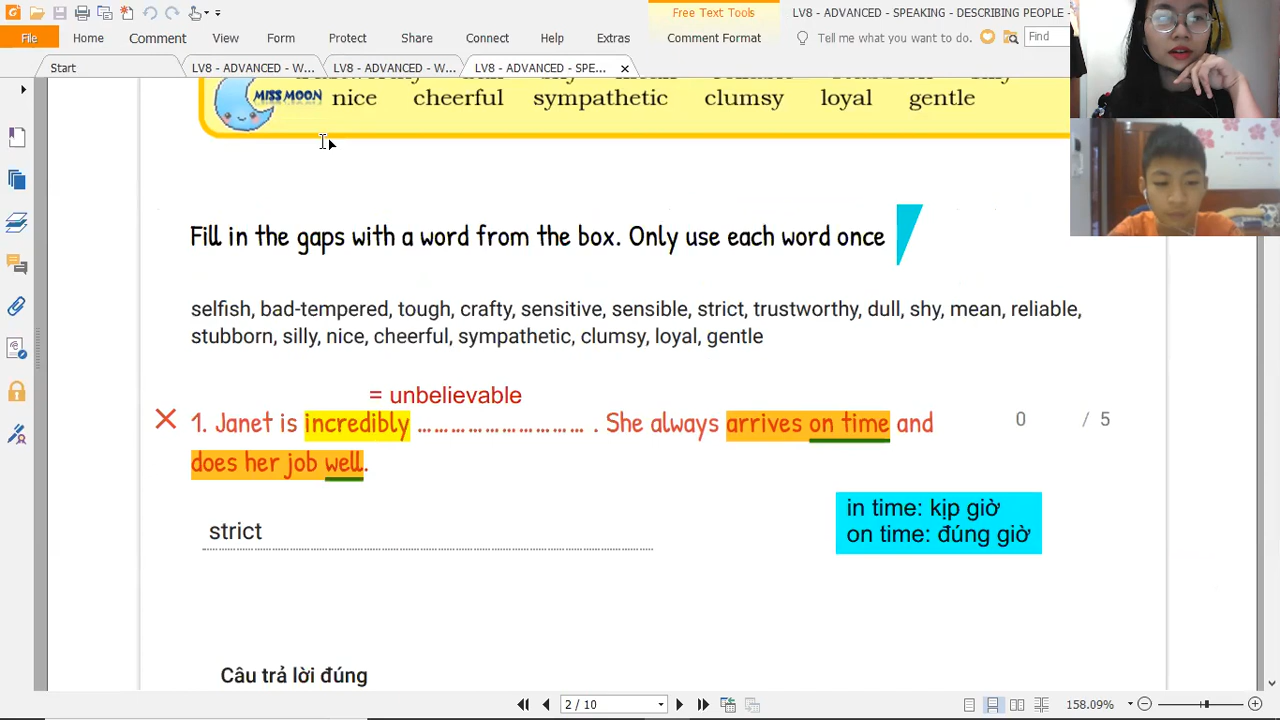 Free Text Tools
LV8 - ADVANCED - SPEAKING - DESCRIBING PEOPLE
File Home Comment View Form Protect Share Connect Help Extras Comment Format Tell me what you want to do. Find
Start LV8 - ADVANCED - W... LV8 - ADVANCED - W... LV8 - ADVANCED - SPE...
MISS MOON nice cheerful sympathetic clumsy loyal gentle
Fill in the gaps with a word from the box. Only use each word once
selfish, bad-tempered, tough, crafty, sensitive, sensible, strict, trustworthy, dull, shy, mean, reliable,
stubborn, silly, nice, cheerful, sympathetic, clumsy, loyal, gentle
= unbelievable
1. Janet is incredibly ................................ . She always arrives on time and 0 / 5
does her job well.
in time: kịp giờ
strict
on time: đúng giờ
Câu trả lời đúng
2 / 10 158.09%